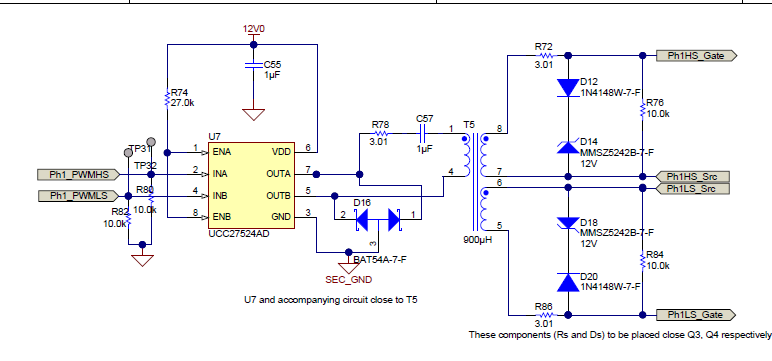 12V0
C55
1µF
R74
27.0k
U7
ENA
INA
INB
ENB
VDD
OUTA
OUTB
GND
1
2
4
8
6
7
5
3
UCC27524AD
TP31
TP32
Ph1_PWMHS
Ph1_PWMLS
R80
10.0k
R82
10.0k
R78
3.01
C57
1µF
D16
2
1
3
BAT54A-7-F
SEC_GND
T5
1
4
8
7
6
5
900µH
R72
3.01
D12
1N4148W-7-F
D14
MMSZ5242B-7-F
12V
R76
10.0k
Ph1HS_Gate
Ph1HS_Src
Ph1LS_Src
D18
MMSZ5242B-7-F
12V
R84
10.0k
D20
1N4148W-7-F
R86
3.01
Ph1LS_Gate
U7 and accompanying circuit close to T5
These components (Rs and Ds) to be placed close Q3, Q4 respectively